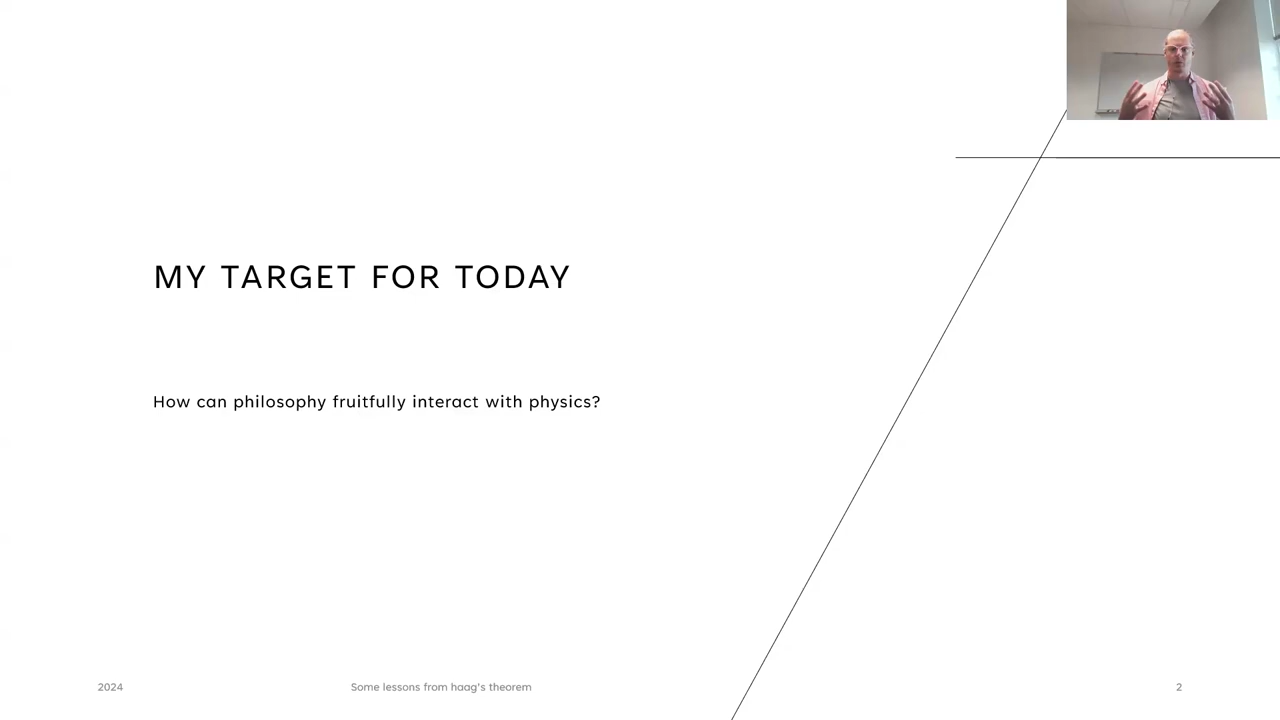 MY TARGET FOR TODAY
How can philosophy fruitfully interact with physics?
2024
Some lessons from haag's theorem
2